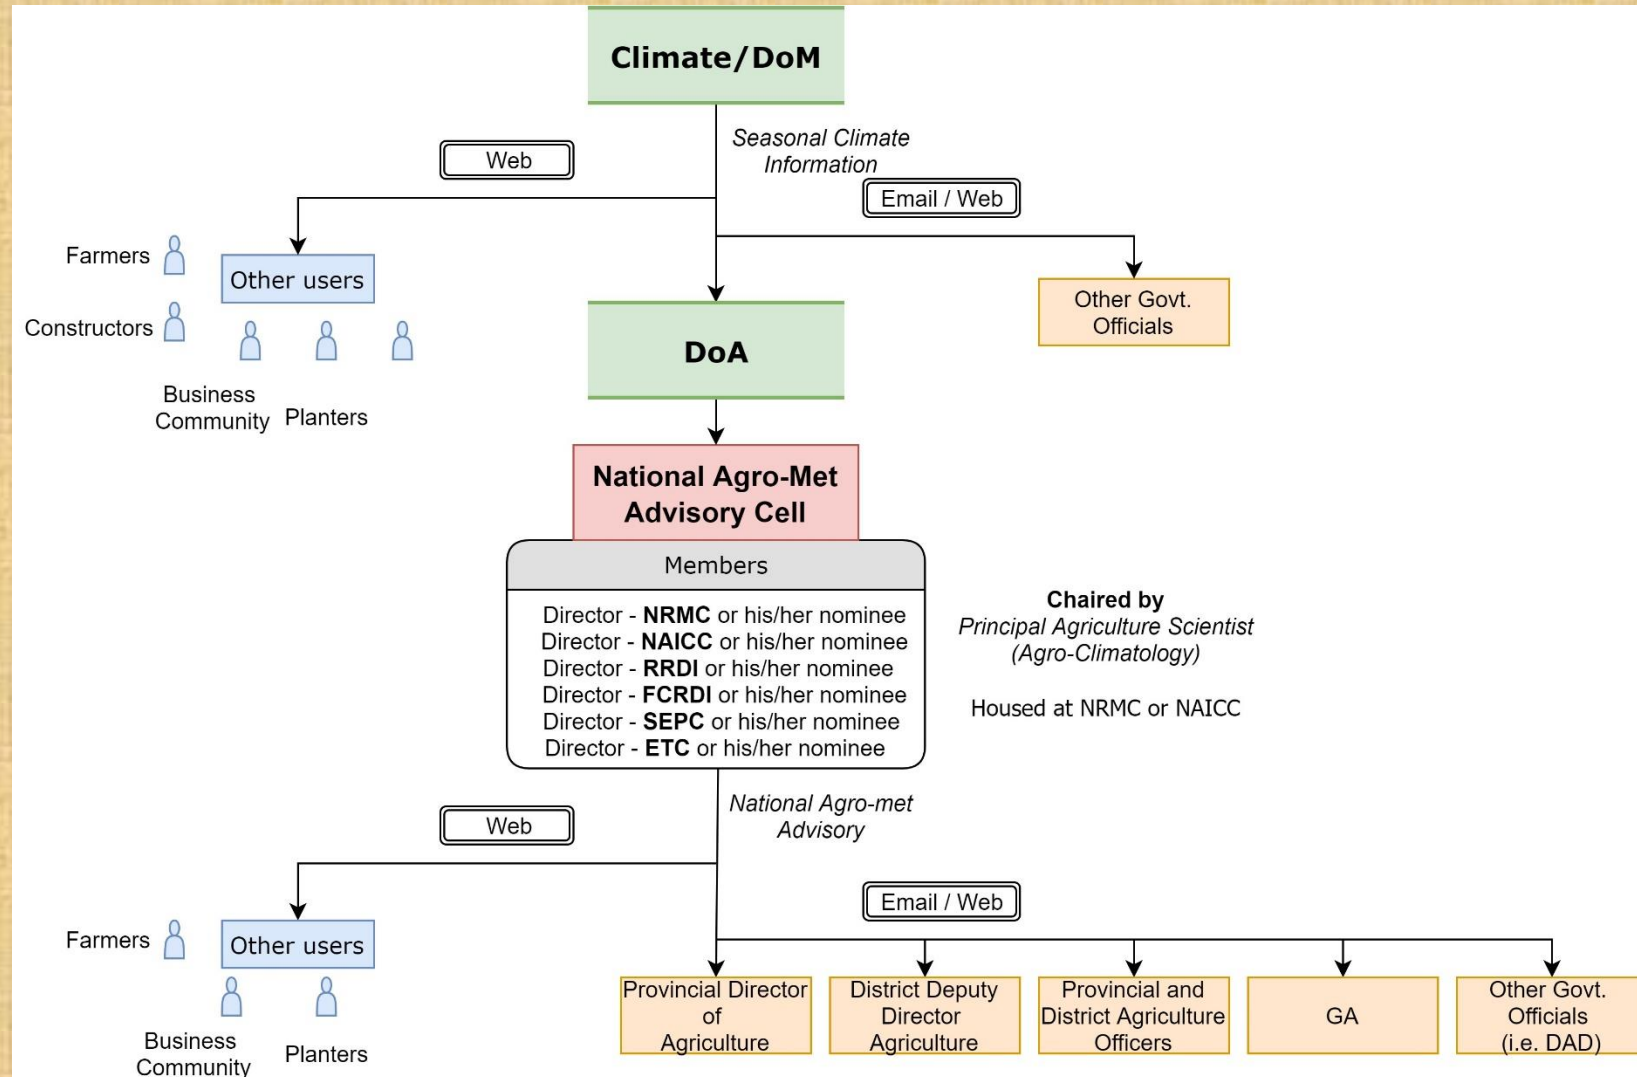 Climate/DoM
Seasonal Climate
Information
Web
Email / Web
Farmers
Other users
Constructors
Business
Community
Planters
Other Govt.
Officials
DoA
National Agro-Met
Advisory Cell
Members
Director - NRMC or his/her nominee
Director - NAICC or his/her nominee
Director - RRDI or his/her nominee
Director - FCRDI or his/her nominee
Director - SEPC or his/her nominee
Director - ETC or his/her nominee
Chaired by
Principal Agriculture Scientist
(Agro-Climatology)
Housed at NRMC or NAICC
National Agro-met
Advisory
Web
Email / Web
Farmers
Other users
Business
Community
Planters
Provincial Director
of
Agriculture
District Deputy
Director
Agriculture
Provincial and
District Agriculture
Officers
GA
Other Govt.
Officials
(i.e. DAD)